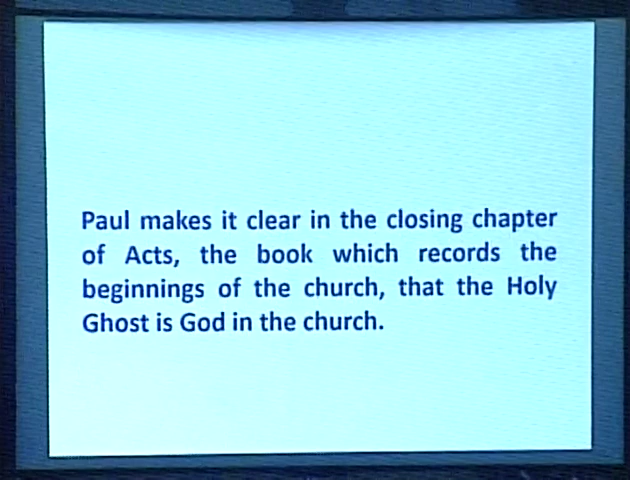 Paul makes it clear in the closing chapter
of Acts, the book which records the
beginnings of the church, that the Holy
Ghost is God in the church.